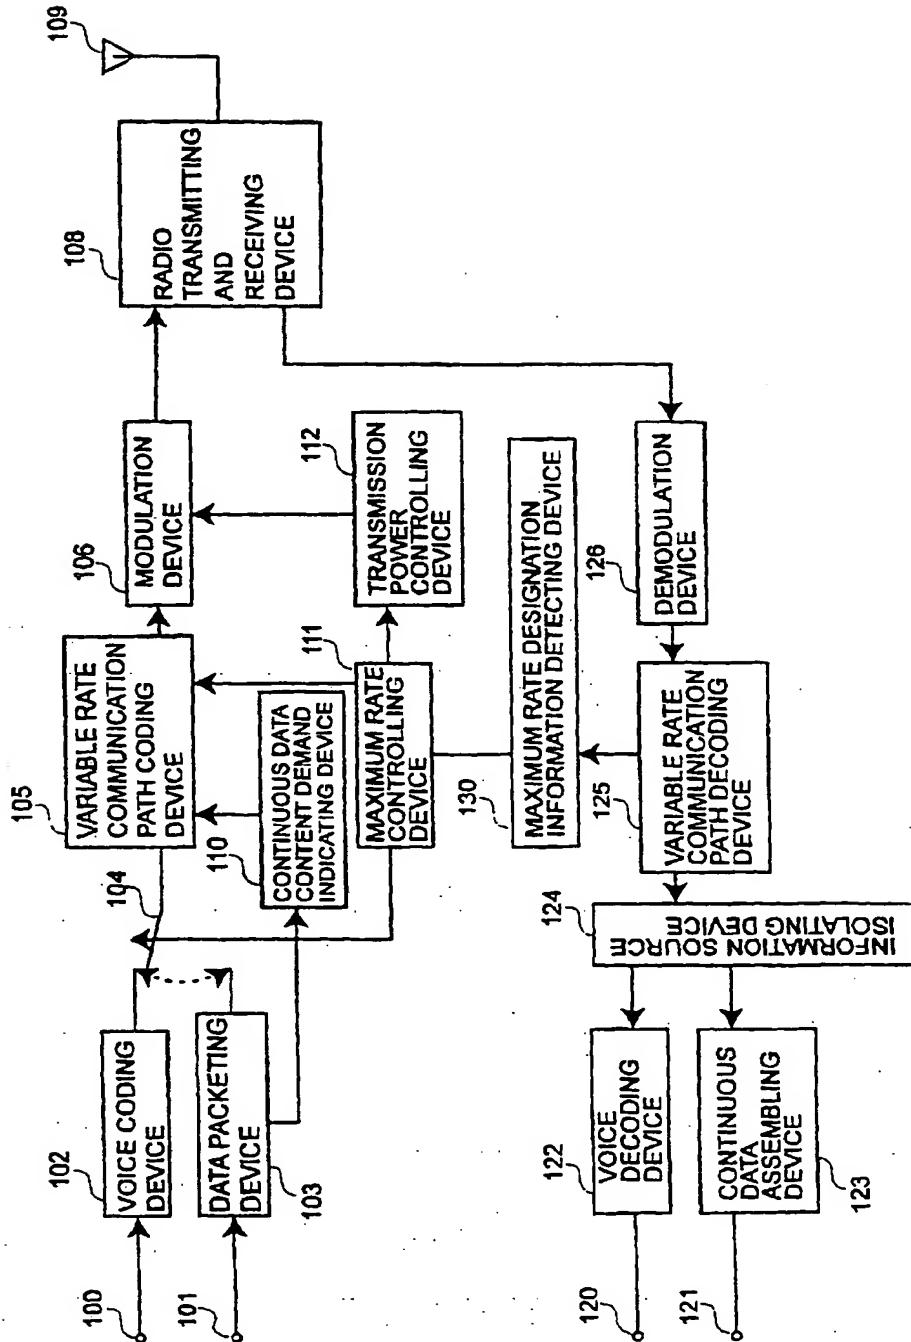 100
102
VOICE CODING
DEVICE
101
DATA PACKETING
DEVICE
103
104
105
VARIABLE RATE
COMMUNICATION
PATH CODING
DEVICE
110
CONTINUOUS DATA
CONTENT DEMAND
INDICATING DEVICE
111
MAXIMUM RATE
CONTROLLING
DEVICE
106
MODULATION
DEVICE
112
TRANSMISSION
POWER
CONTROLLING
DEVICE
108
RADIO
TRANSMITTING
AND
RECEIVING
DEVICE
109
130
MAXIMUM RATE DESIGNATION
INFORMATION DETECTING DEVICE
120
122
VOICE
DECODING
DEVICE
121
CONTINUOUS
DATA
ASSEMBLING
DEVICE
123
124
INFORMATION SOURCE
ISOLATING DEVICE
125
VARIABLE RATE
COMMUNICATION
PATH DECODING
DEVICE
126
DEMODULATION
DEVICE